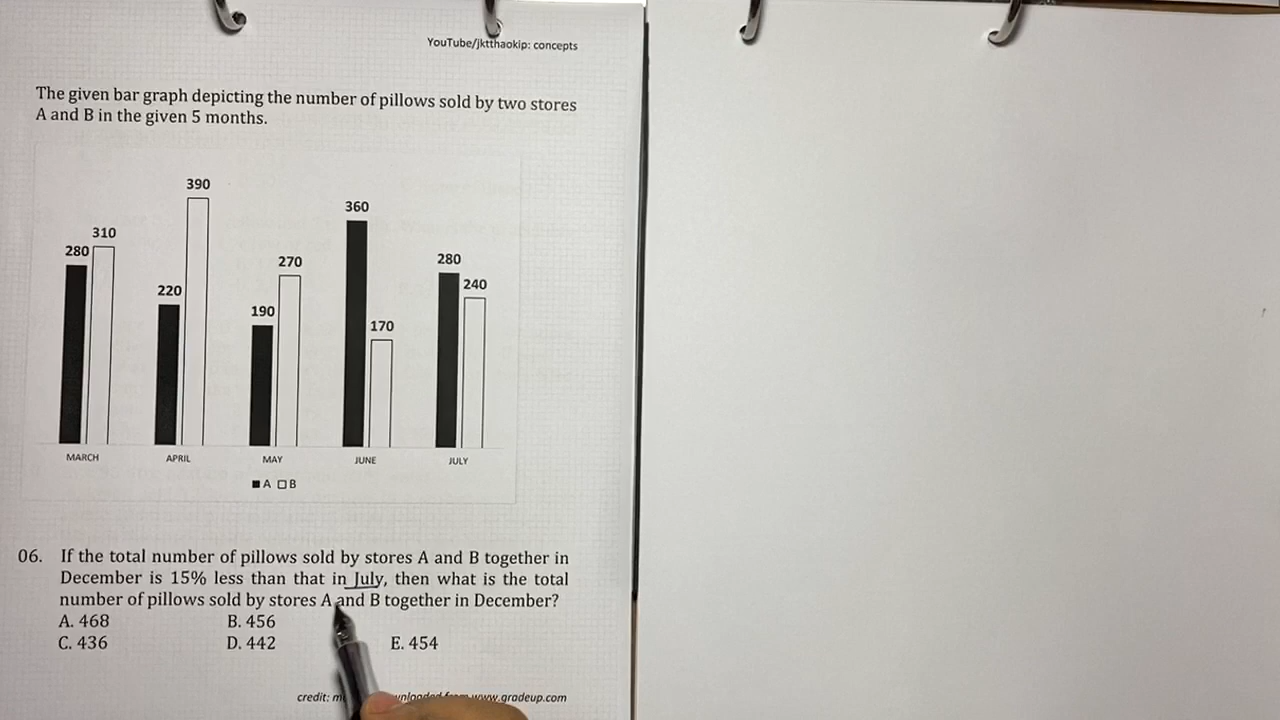 YouTube/jktthaokip: concepts
The given bar graph depicting the number of pillows sold by two stores
A and B in the given 5 months.
390
360
310
280
270
280
240
220
190
170
MARCH APRIL MAY JUNE JULY
A B
06. If the total number of pillows sold by stores A and B together in
December is 15% less than that in July, then what is the total
number of pillows sold by stores A and B together in December?
A. 468 B. 456
C. 436 D. 442 E. 454
credit: from www.gradeup.com